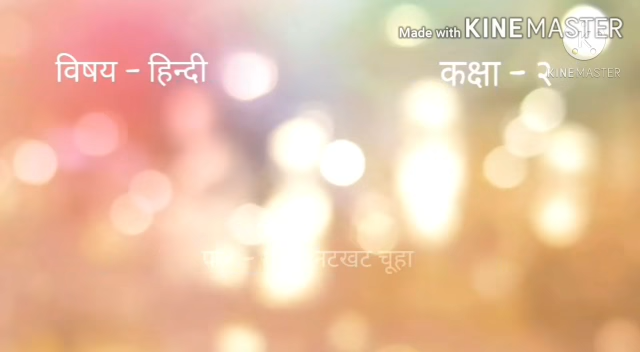 Made with KINEMASTER
विषय - हिन्दी
कक्षा - २
KINEMASTER
नटखट चूहा